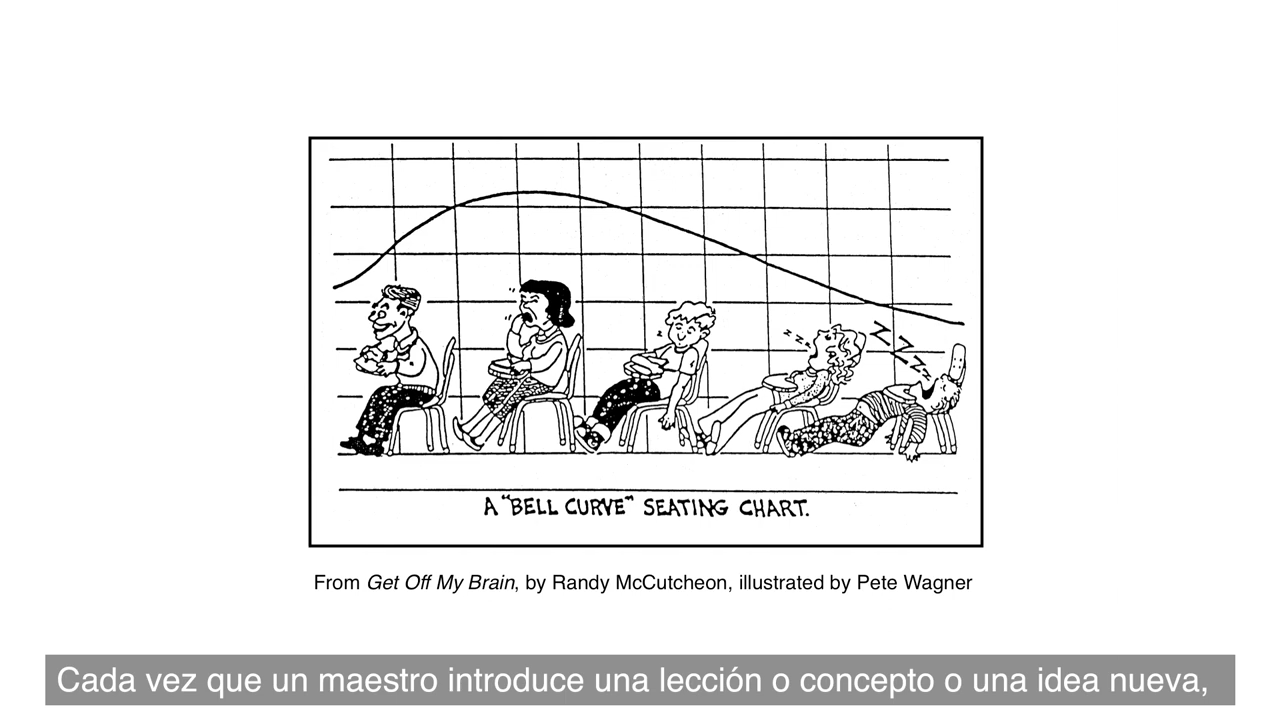 z
z z z
Z Z Z z
A "BELL CURVE" SEATING CHART.
From Get Off My Brain, by Randy McCutcheon, illustrated by Pete Wagner
Cada vez que un maestro introduce una lección o concepto o una idea nueva,